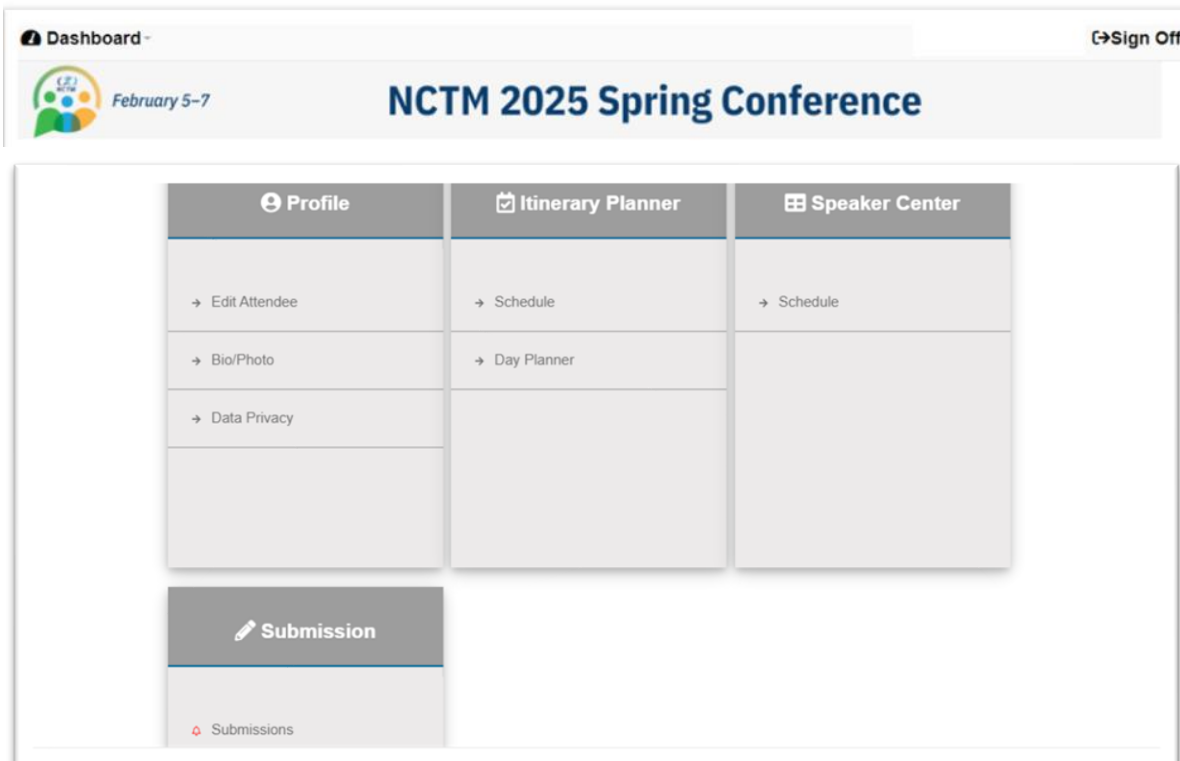 Dashboard
Sign Off
February 5–7
NCTM 2025 Spring Conference
Profile
Itinerary Planner
Speaker Center
Edit Attendee
Schedule
Schedule
Bio/Photo
Day Planner
Data Privacy
Submission
Submissions